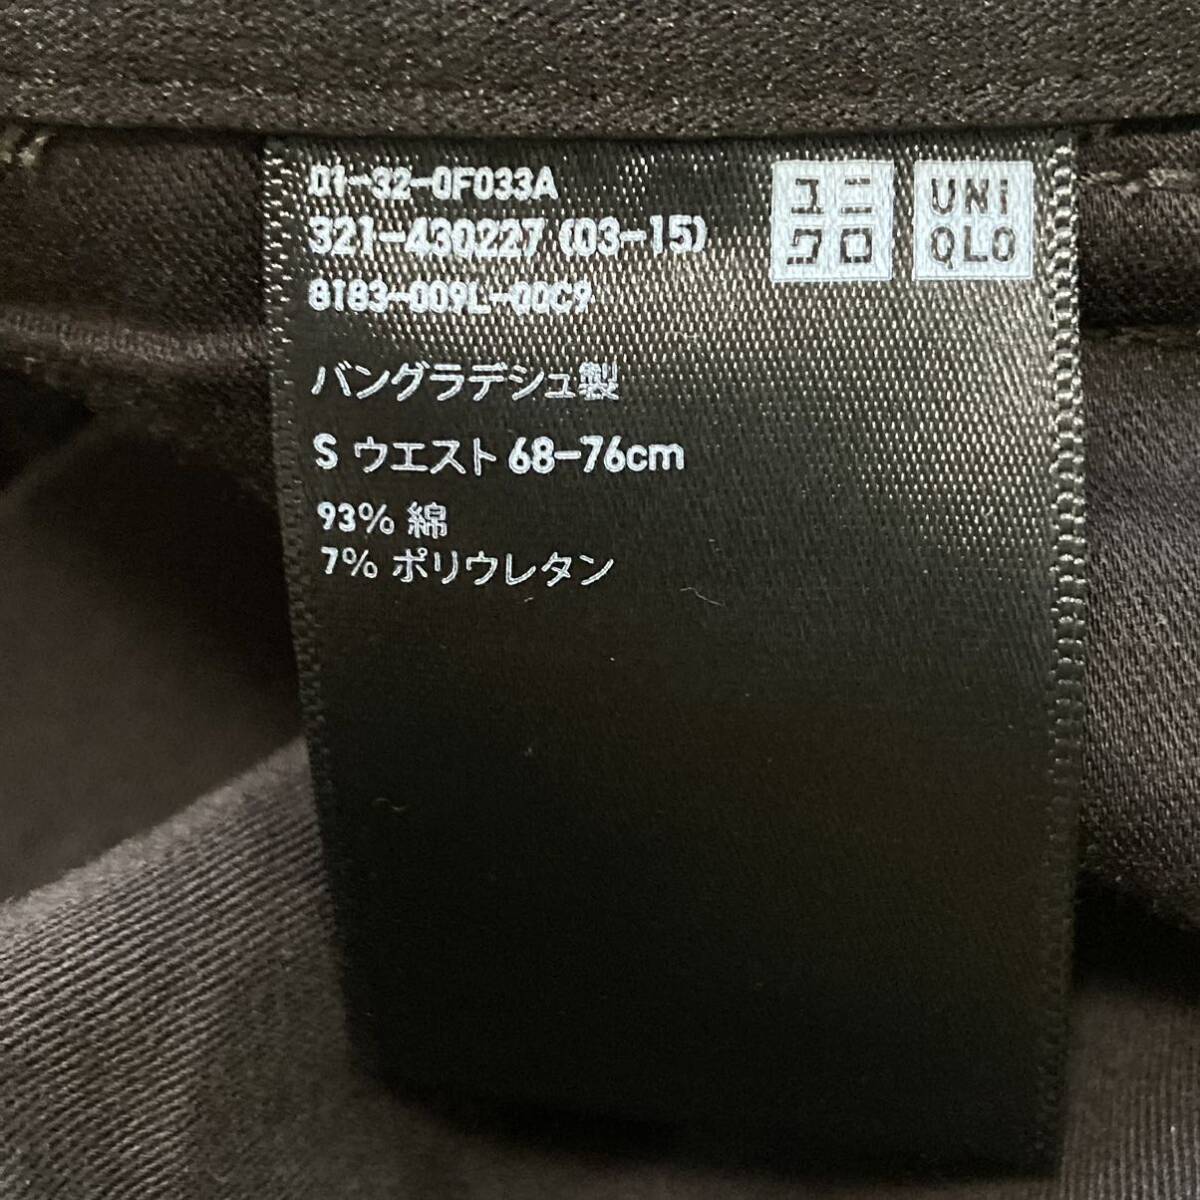 01-32-0F033A
321-430227 (03-15)
8183-009L-00C9
ユニ
クロ
UNI
QLO
バングラデシュ製
S ウエスト 68-76cm
93% 綿
7% ポリウレタン